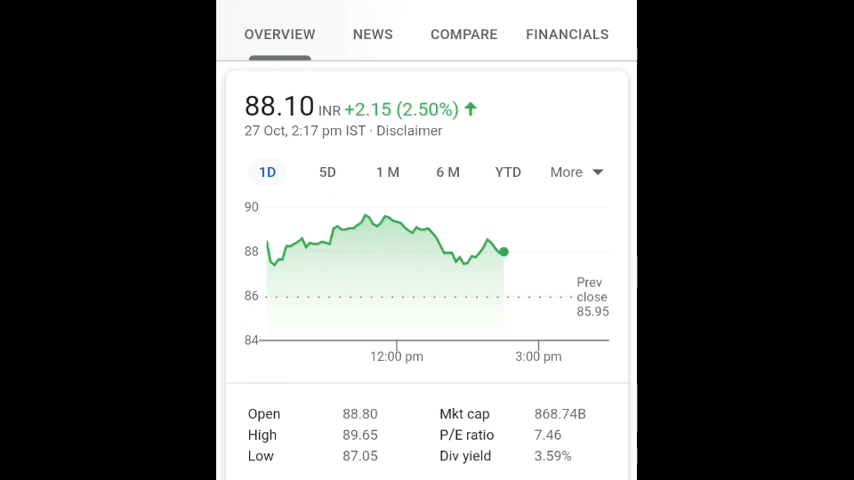 OVERVIEW NEWS COMPARE FINANCIALS
88.10 INR +2.15 (2.50%) ↑
27 Oct, 2:17 pm IST · Disclaimer
1D 5D 1 M 6 M YTD More
90
88
86
84
Prev
close
85.95
12:00 pm 3:00 pm
Open 88.80 Mkt cap 868.74B
High 89.65 P/E ratio 7.46
Low 87.05 Div yield 3.59%